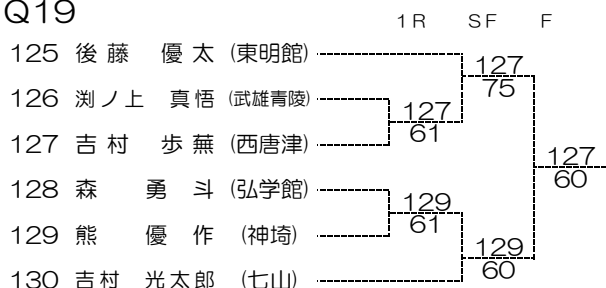 Q19
1R SF F
125 後藤 優太 (東明館)
127
75
126 渕ノ上 真悟 (武雄青陵)
127
61
127 吉村 歩蕪 (西唐津)
127
60
128 森 勇斗 (弘学館)
129
61
129 熊 優作 (神埼)
129
60
130 吉村 光太郎 (七山)